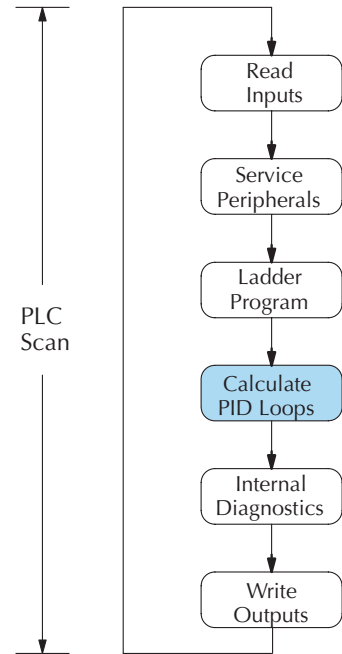 Read
Inputs
Service
Peripherals
Ladder
Program
PLC
Scan
Calculate
PID Loops
Internal
Diagnostics
Write
Outputs